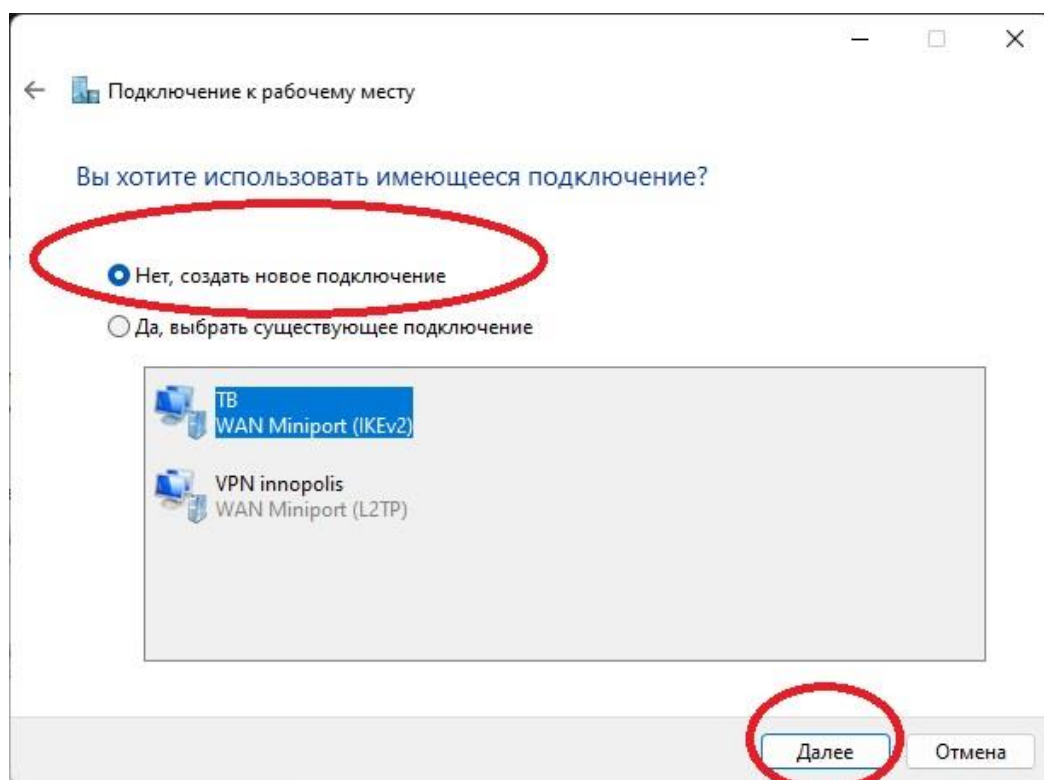 Подключение к рабочему месту
Вы хотите использовать имеющееся подключение?
Нет, создать новое подключение
Да, выбрать существующее подключение
ТВ
WAN Miniport (IKEv2)
VPN innopolis
WAN Miniport (L2TP)
Далее
Отмена